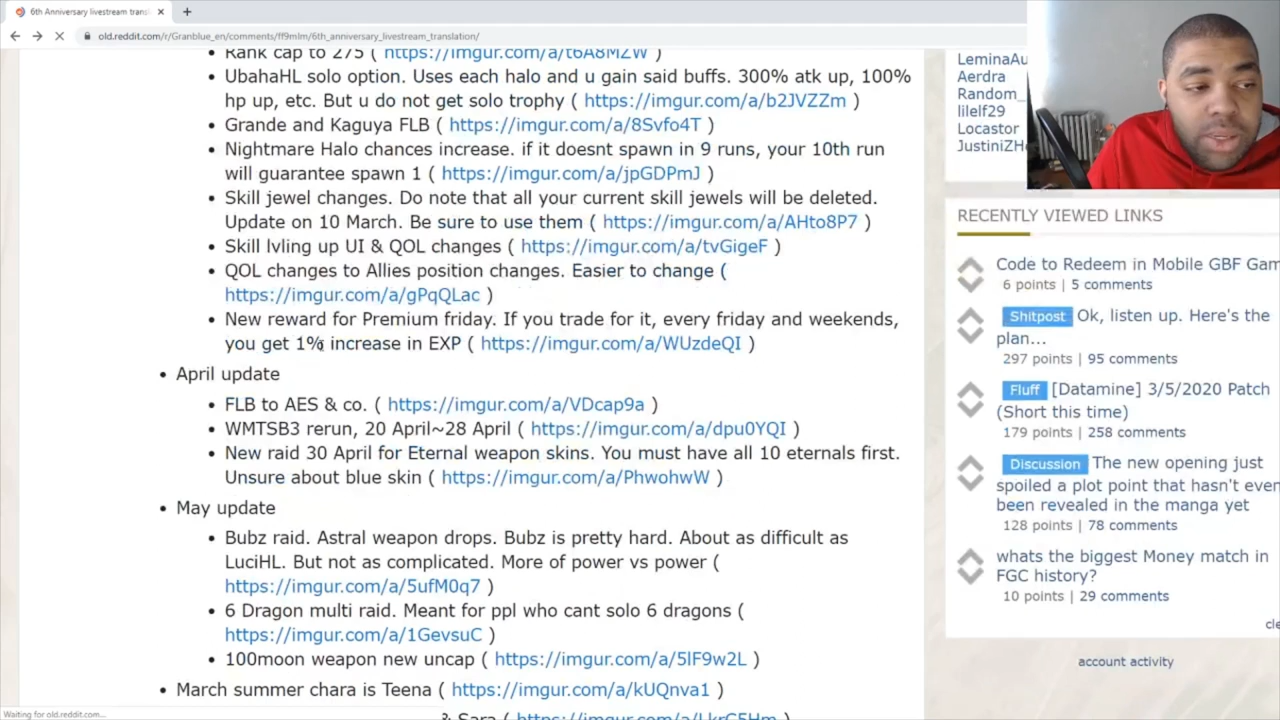 6th Anniversary livestream trans
old.reddit.com/r/Granblue_en/comments/ff9mlm/6th_anniversary_livestream_translation/
Rank cap to 275 ( https://imgur.com/a/t6A8MZW )
UbahaHL solo option. Uses each halo and u gain said buffs. 300% atk up, 100%
hp up, etc. But u do not get solo trophy ( https://imgur.com/a/b2JVZZm )
Grande and Kaguya FLB ( https://imgur.com/a/8Svfo4T )
Nightmare Halo chances increase. if it doesnt spawn in 9 runs, your 10th run
will guarantee spawn 1 ( https://imgur.com/a/jpGDPmJ )
Skill jewel changes. Do note that all your current skill jewels will be deleted.
Update on 10 March. Be sure to use them ( https://imgur.com/a/AHto8P7 )
Skill lvling up UI & QOL changes ( https://imgur.com/a/tvGigeF )
QOL changes to Allies position changes. Easier to change (
https://imgur.com/a/gPqQLac )
New reward for Premium friday. If you trade for it, every friday and weekends,
you get 1% increase in EXP ( https://imgur.com/a/WUzdeQI )
April update
FLB to AES & co. ( https://imgur.com/a/VDcap9a )
WMTSB3 rerun, 20 April~28 April ( https://imgur.com/a/dpu0YQI )
New raid 30 April for Eternal weapon skins. You must have all 10 eternals first.
Unsure about blue skin ( https://imgur.com/a/PhwohwW )
May update
Bubz raid. Astral weapon drops. Bubz is pretty hard. About as difficult as
LuciHL. But not as complicated. More of power vs power (
https://imgur.com/a/5ufM0q7 )
6 Dragon multi raid. Meant for ppl who cant solo 6 dragons (
https://imgur.com/a/1GevsuC )
100moon weapon new uncap ( https://imgur.com/a/5lF9w2L )
March summer chara is Teena ( https://imgur.com/a/kUQnva1 )
& Sara ( https://imgur.com/a/LkrC5Hm )
Waiting for old.reddit.com...
LeminaAu
Aerdra
Random_
lilelf29
Locastor
JustiniZHe
RECENTLY VIEWED LINKS
Code to Redeem in Mobile GBF Gam
6 points | 5 comments
Shitpost Ok, listen up. Here's the
plan...
297 points | 95 comments
Fluff [Datamine] 3/5/2020 Patch
(Short this time)
179 points | 258 comments
Discussion The new opening just
spoiled a plot point that hasn't even
been revealed in the manga yet
128 points | 78 comments
whats the biggest Money match in
FGC history?
10 points | 29 comments
cle
account activity